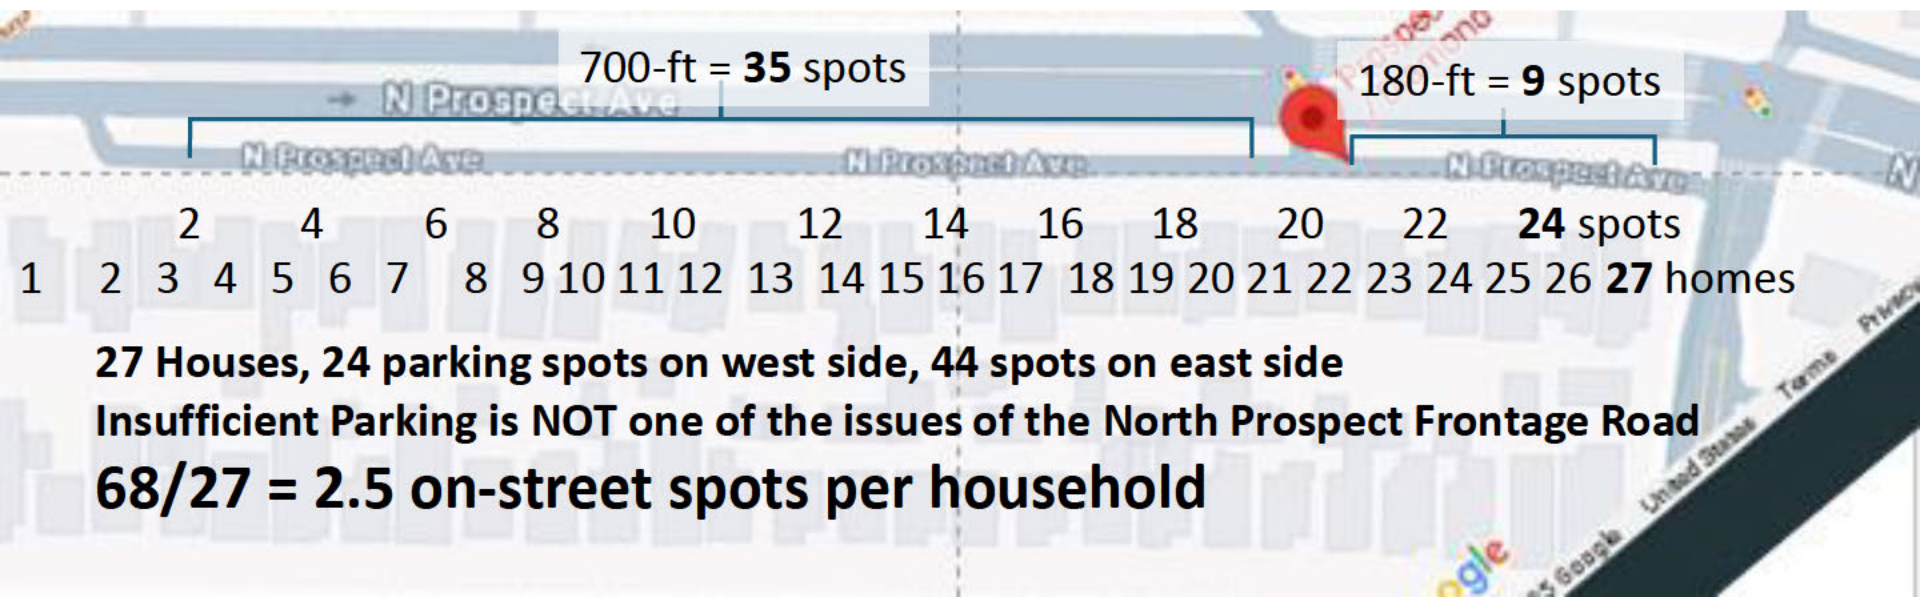 700-ft = 35 spots
180-ft = 9 spots
N Prospect Ave
N Prospect Ave
N Prospect Ave
N Prospect Ave
N
2 4 6 8 10 12 14 16 18 20 22 24 spots
1 2 3 4 5 6 7 8 9 10 11 12 13 14 15 16 17 18 19 20 21 22 23 24 25 26 27 homes
27 Houses, 24 parking spots on west side, 44 spots on east side
Insufficient Parking is NOT one of the issues of the North Prospect Frontage Road
68/27 = 2.5 on-street spots per household
ogle
Google United States Terms